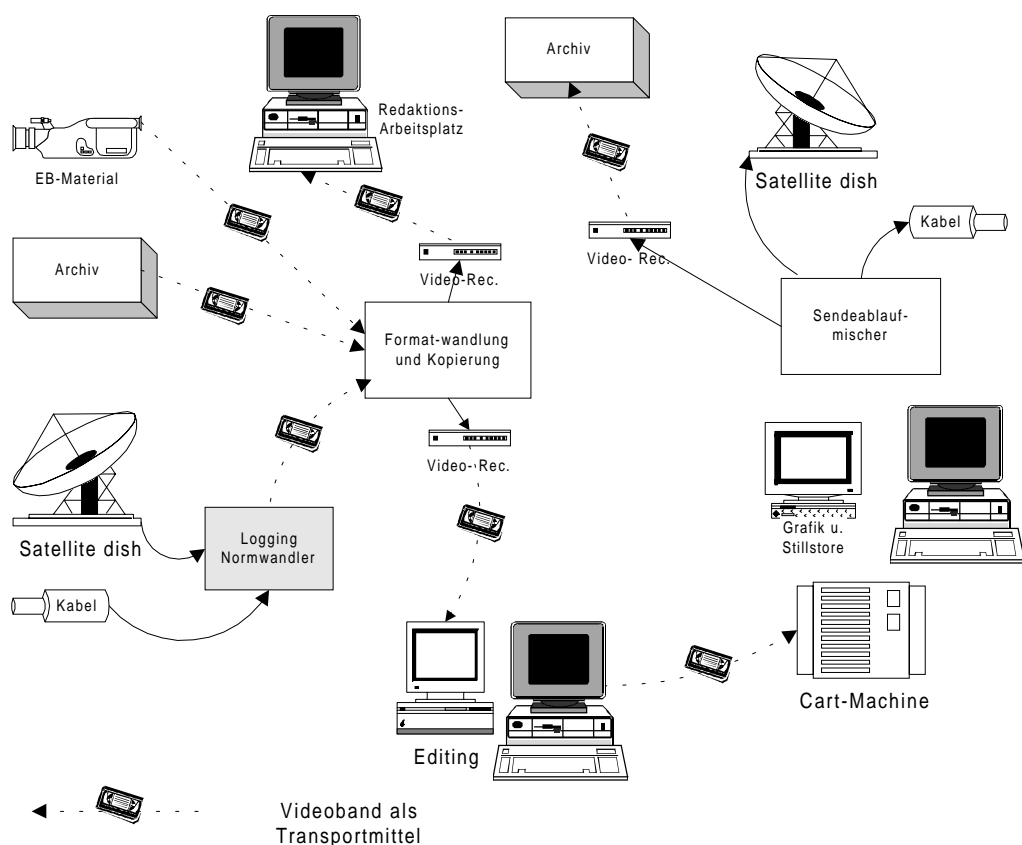 Archiv
Redaktions-
Arbeitsplatz
EB-Material
Satellite dish
Kabel
Video-Rec.
Video- Rec.
Archiv
Sendeablauf-
mischer
Format-wandlung
und Kopierung
Video-Rec.
Grafik u.
Stillstore
Logging
Normwandler
Satellite dish
Kabel
Cart-Machine
Editing
Videoband als
Transportmittel